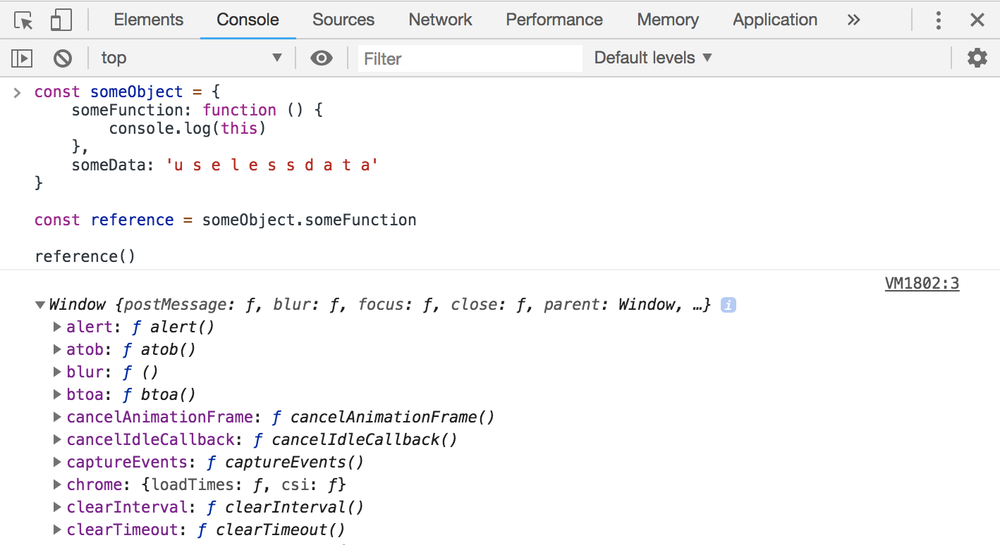 Elements Console Sources Network Performance Memory Application »
top ▼ Filter Default levels ▼
> const someObject = {
someFunction: function () {
console.log(this)
},
someData: 'u s e l e s s d a t a'
}
const reference = someObject.someFunction
reference()
VM1802:3
▼Window {postMessage: ƒ, blur: ƒ, focus: ƒ, close: ƒ, parent: Window, …} i
▶alert: ƒ alert()
▶atob: ƒ atob()
▶blur: ƒ ()
▶btoa: ƒ btoa()
▶cancelAnimationFrame: ƒ cancelAnimationFrame()
▶cancelIdleCallback: ƒ cancelIdleCallback()
▶captureEvents: ƒ captureEvents()
▶chrome: {loadTimes: ƒ, csi: ƒ}
▶clearInterval: ƒ clearInterval()
▶clearTimeout: ƒ clearTimeout()